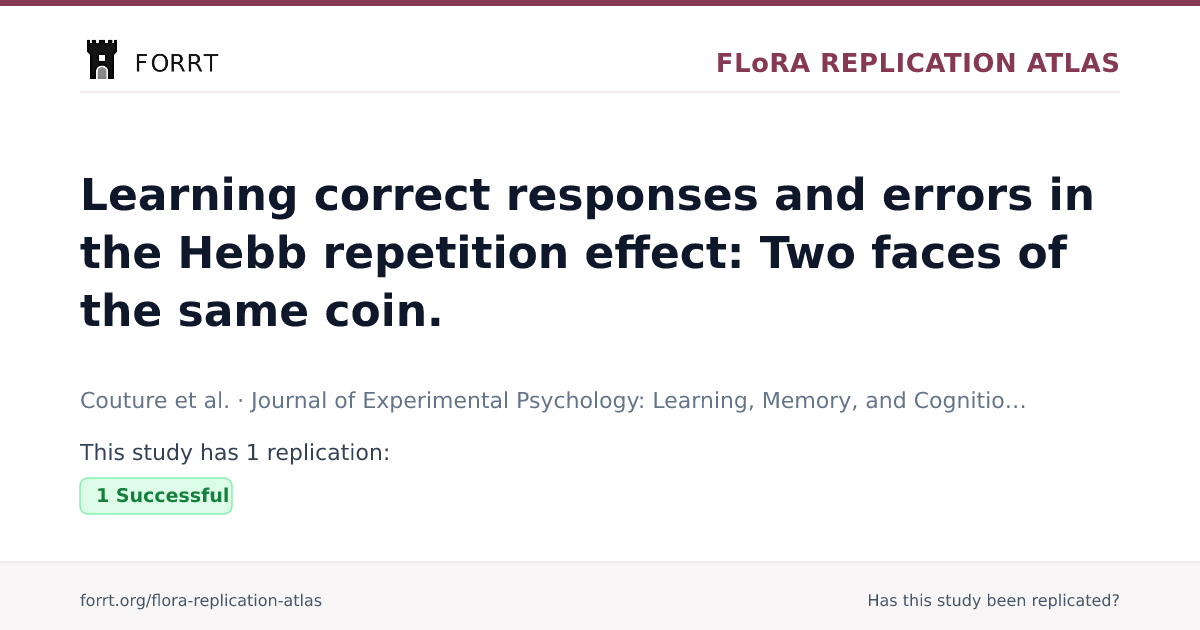 FORRT
FLoRA REPLICATION ATLAS
Learning correct responses and errors in
the Hebb repetition effect: Two faces of
the same coin.
Couture et al. · Journal of Experimental Psychology: Learning, Memory, and Cognitio…
This study has 1 replication:
1 Successful
forrt.org/flora-replication-atlas
Has this study been replicated?